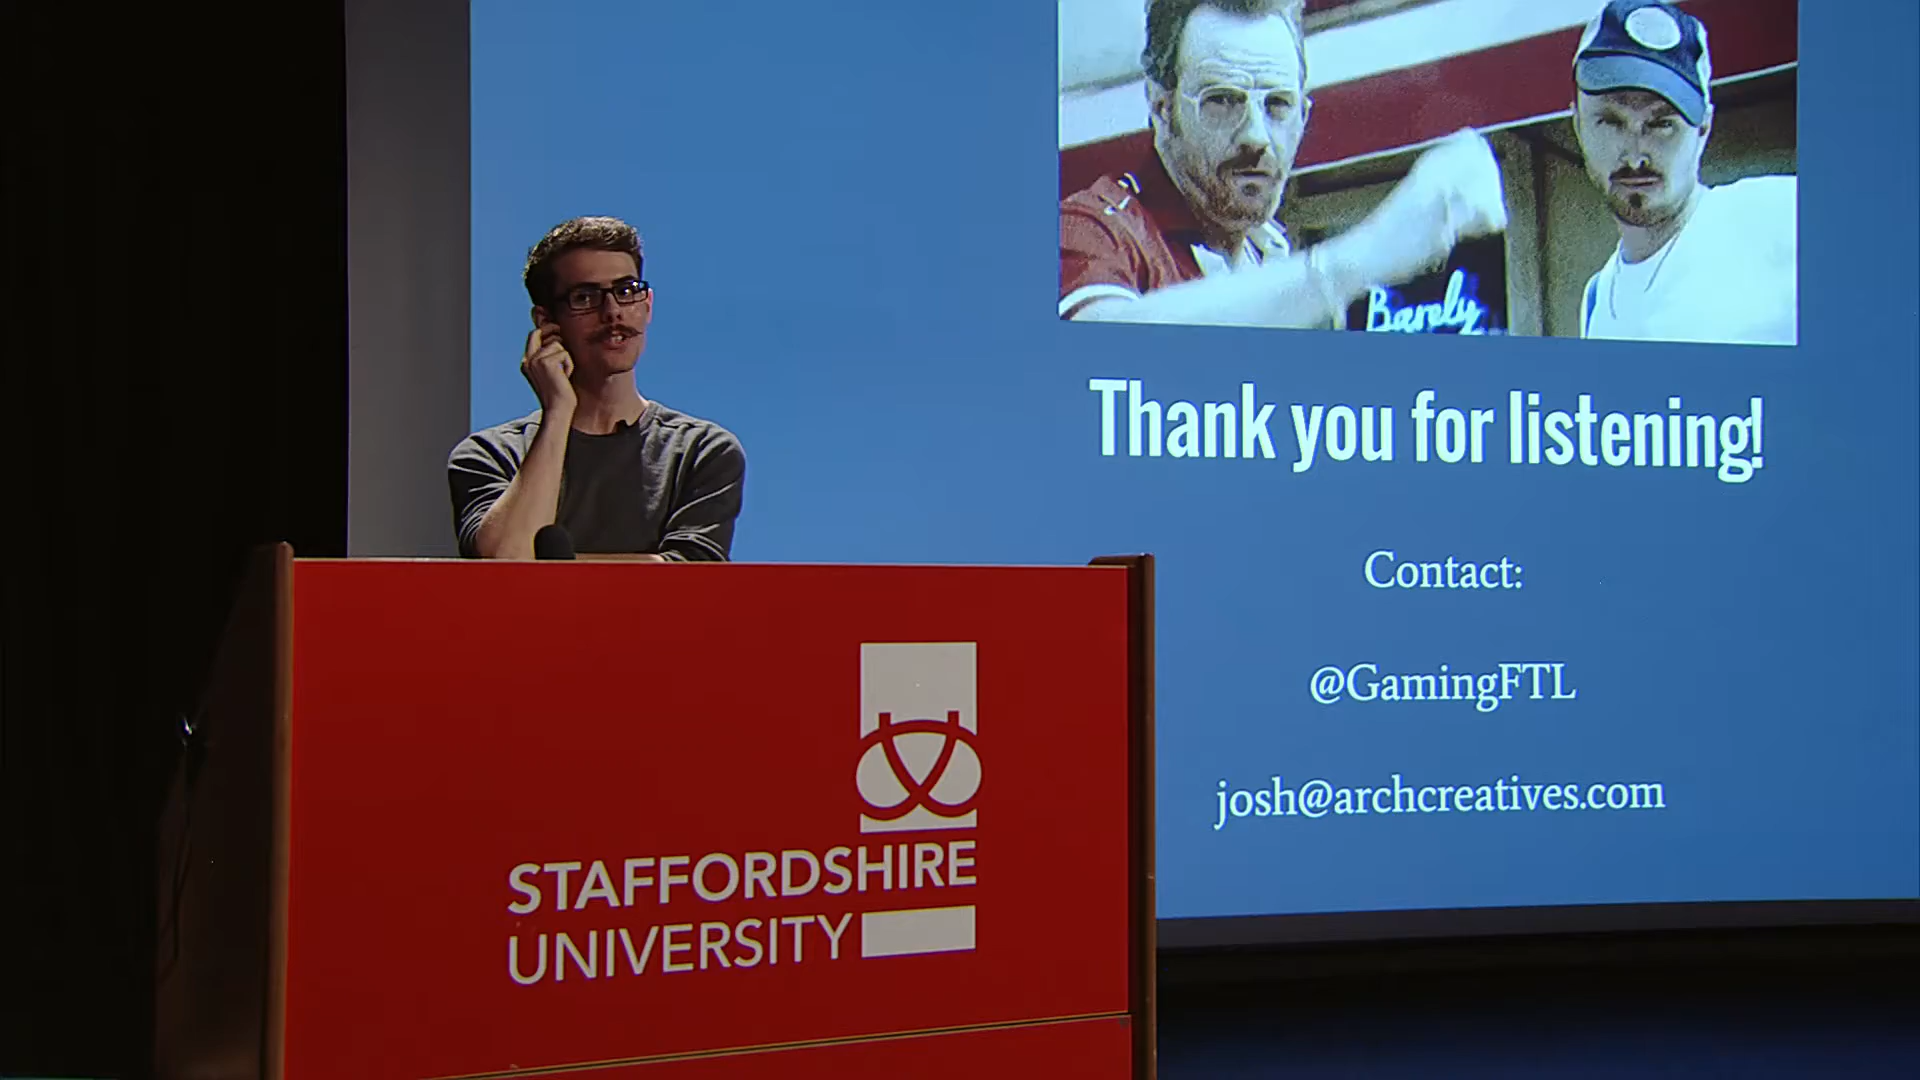 Barely
Thank you for listening!
Contact:
@GamingFTL
josh@archcreatives.com
STAFFORDSHIRE
UNIVERSITY